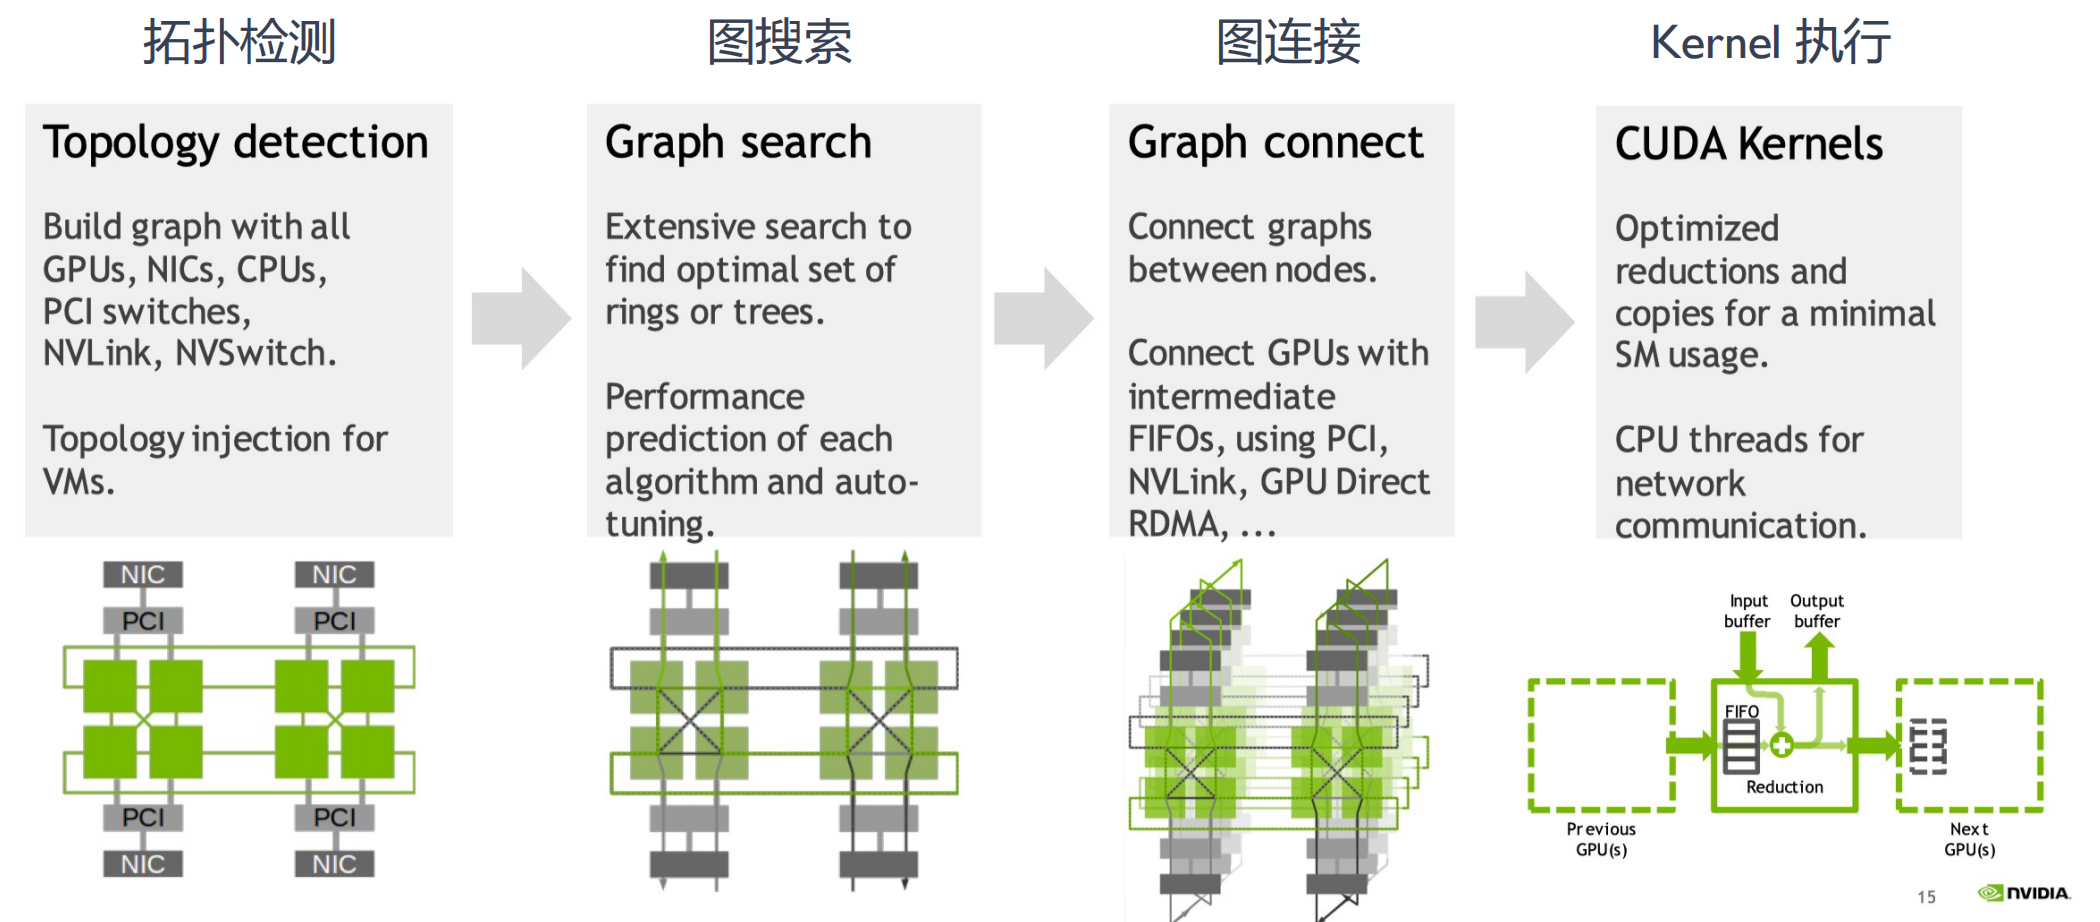 拓扑检测
图搜索
图连接
Kernel 执行
Topology detection
Build graph with all
GPUs, NICs, CPUs,
PCI switches,
NVLink, NVSwitch.
Topology injection for
VMs.
Graph search
Extensive search to
find optimal set of
rings or trees.
Performance
prediction of each
algorithm and auto-
tuning.
Graph connect
Connect graphs
between nodes.
Connect GPUs with
intermediate
FIFOs, using PCI,
NVLink, GPU Direct
RDMA, ...
CUDA Kernels
Optimized
reductions and
copies for a minimal
SM usage.
CPU threads for
network
communication.
NIC
NIC
PCI
PCI
PCI
PCI
NIC
NIC
Input
buffer
Output
buffer
FIFO
Reduction
Previous
GPU(s)
Next
GPU(s)
15
NVIDIA.